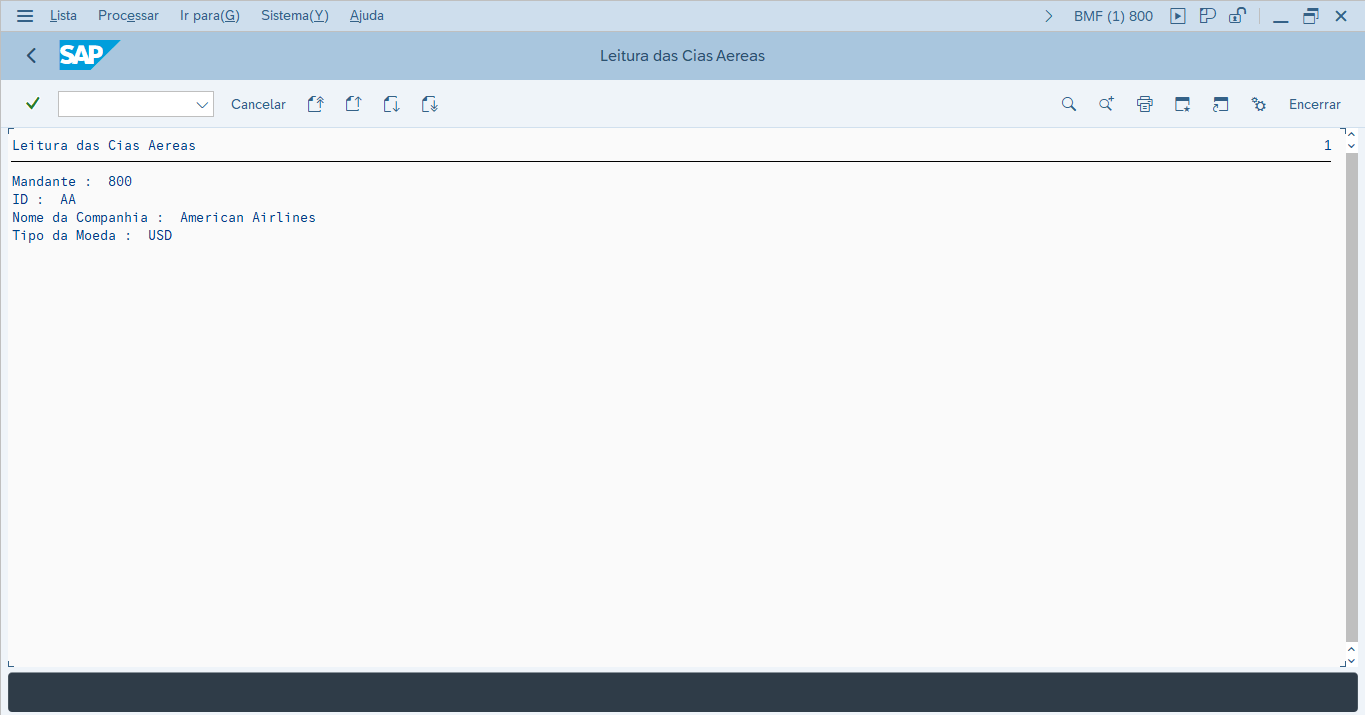 Lista Processar Ir para(G) Sistema(Y) Ajuda BMF (1) 800
SAP Leitura das Cias Aereas
Cancelar Encerrar
Leitura das Cias Aereas 1
Mandante : 800
ID : AA
Nome da Companhia : American Airlines
Tipo da Moeda : USD